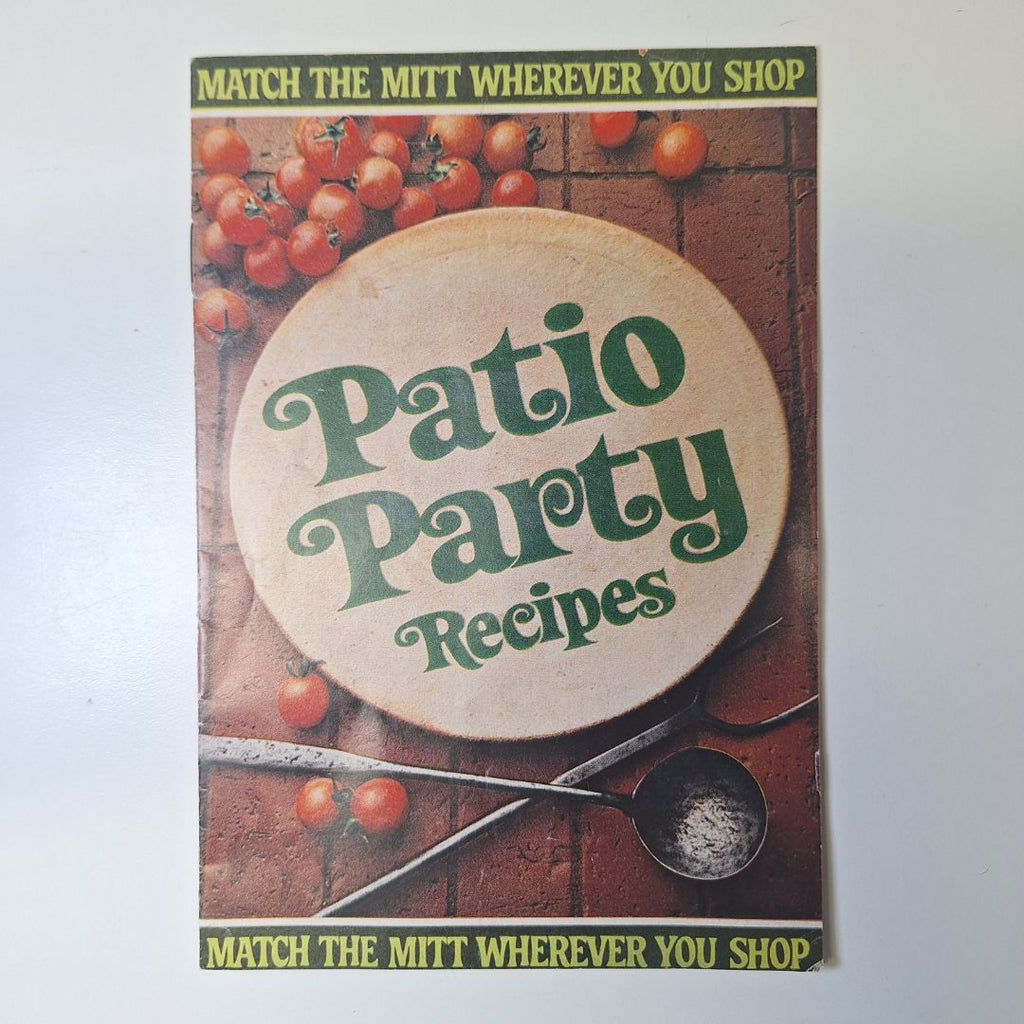 MATCH THE MITT WHEREVER YOU SHOP
Patio
Party
Recipes
MATCH THE MITT WHEREVER YOU SHOP